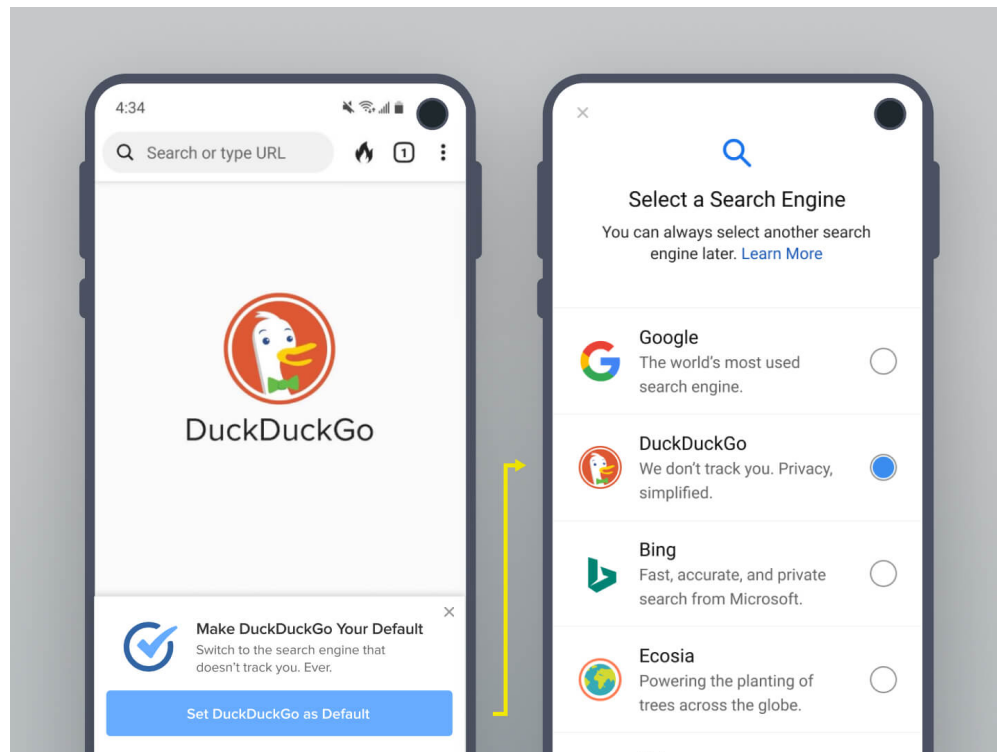 4:34
Search or type URL
1
DuckDuckGo
Make DuckDuckGo Your Default
Switch to the search engine that
doesn't track you. Ever.
Set DuckDuckGo as Default
Select a Search Engine
You can always select another search
engine later. Learn More
Google
The world's most used
search engine.
DuckDuckGo
We don't track you. Privacy,
simplified.
Bing
Fast, accurate, and private
search from Microsoft.
Ecosia
Powering the planting of
trees across the globe.